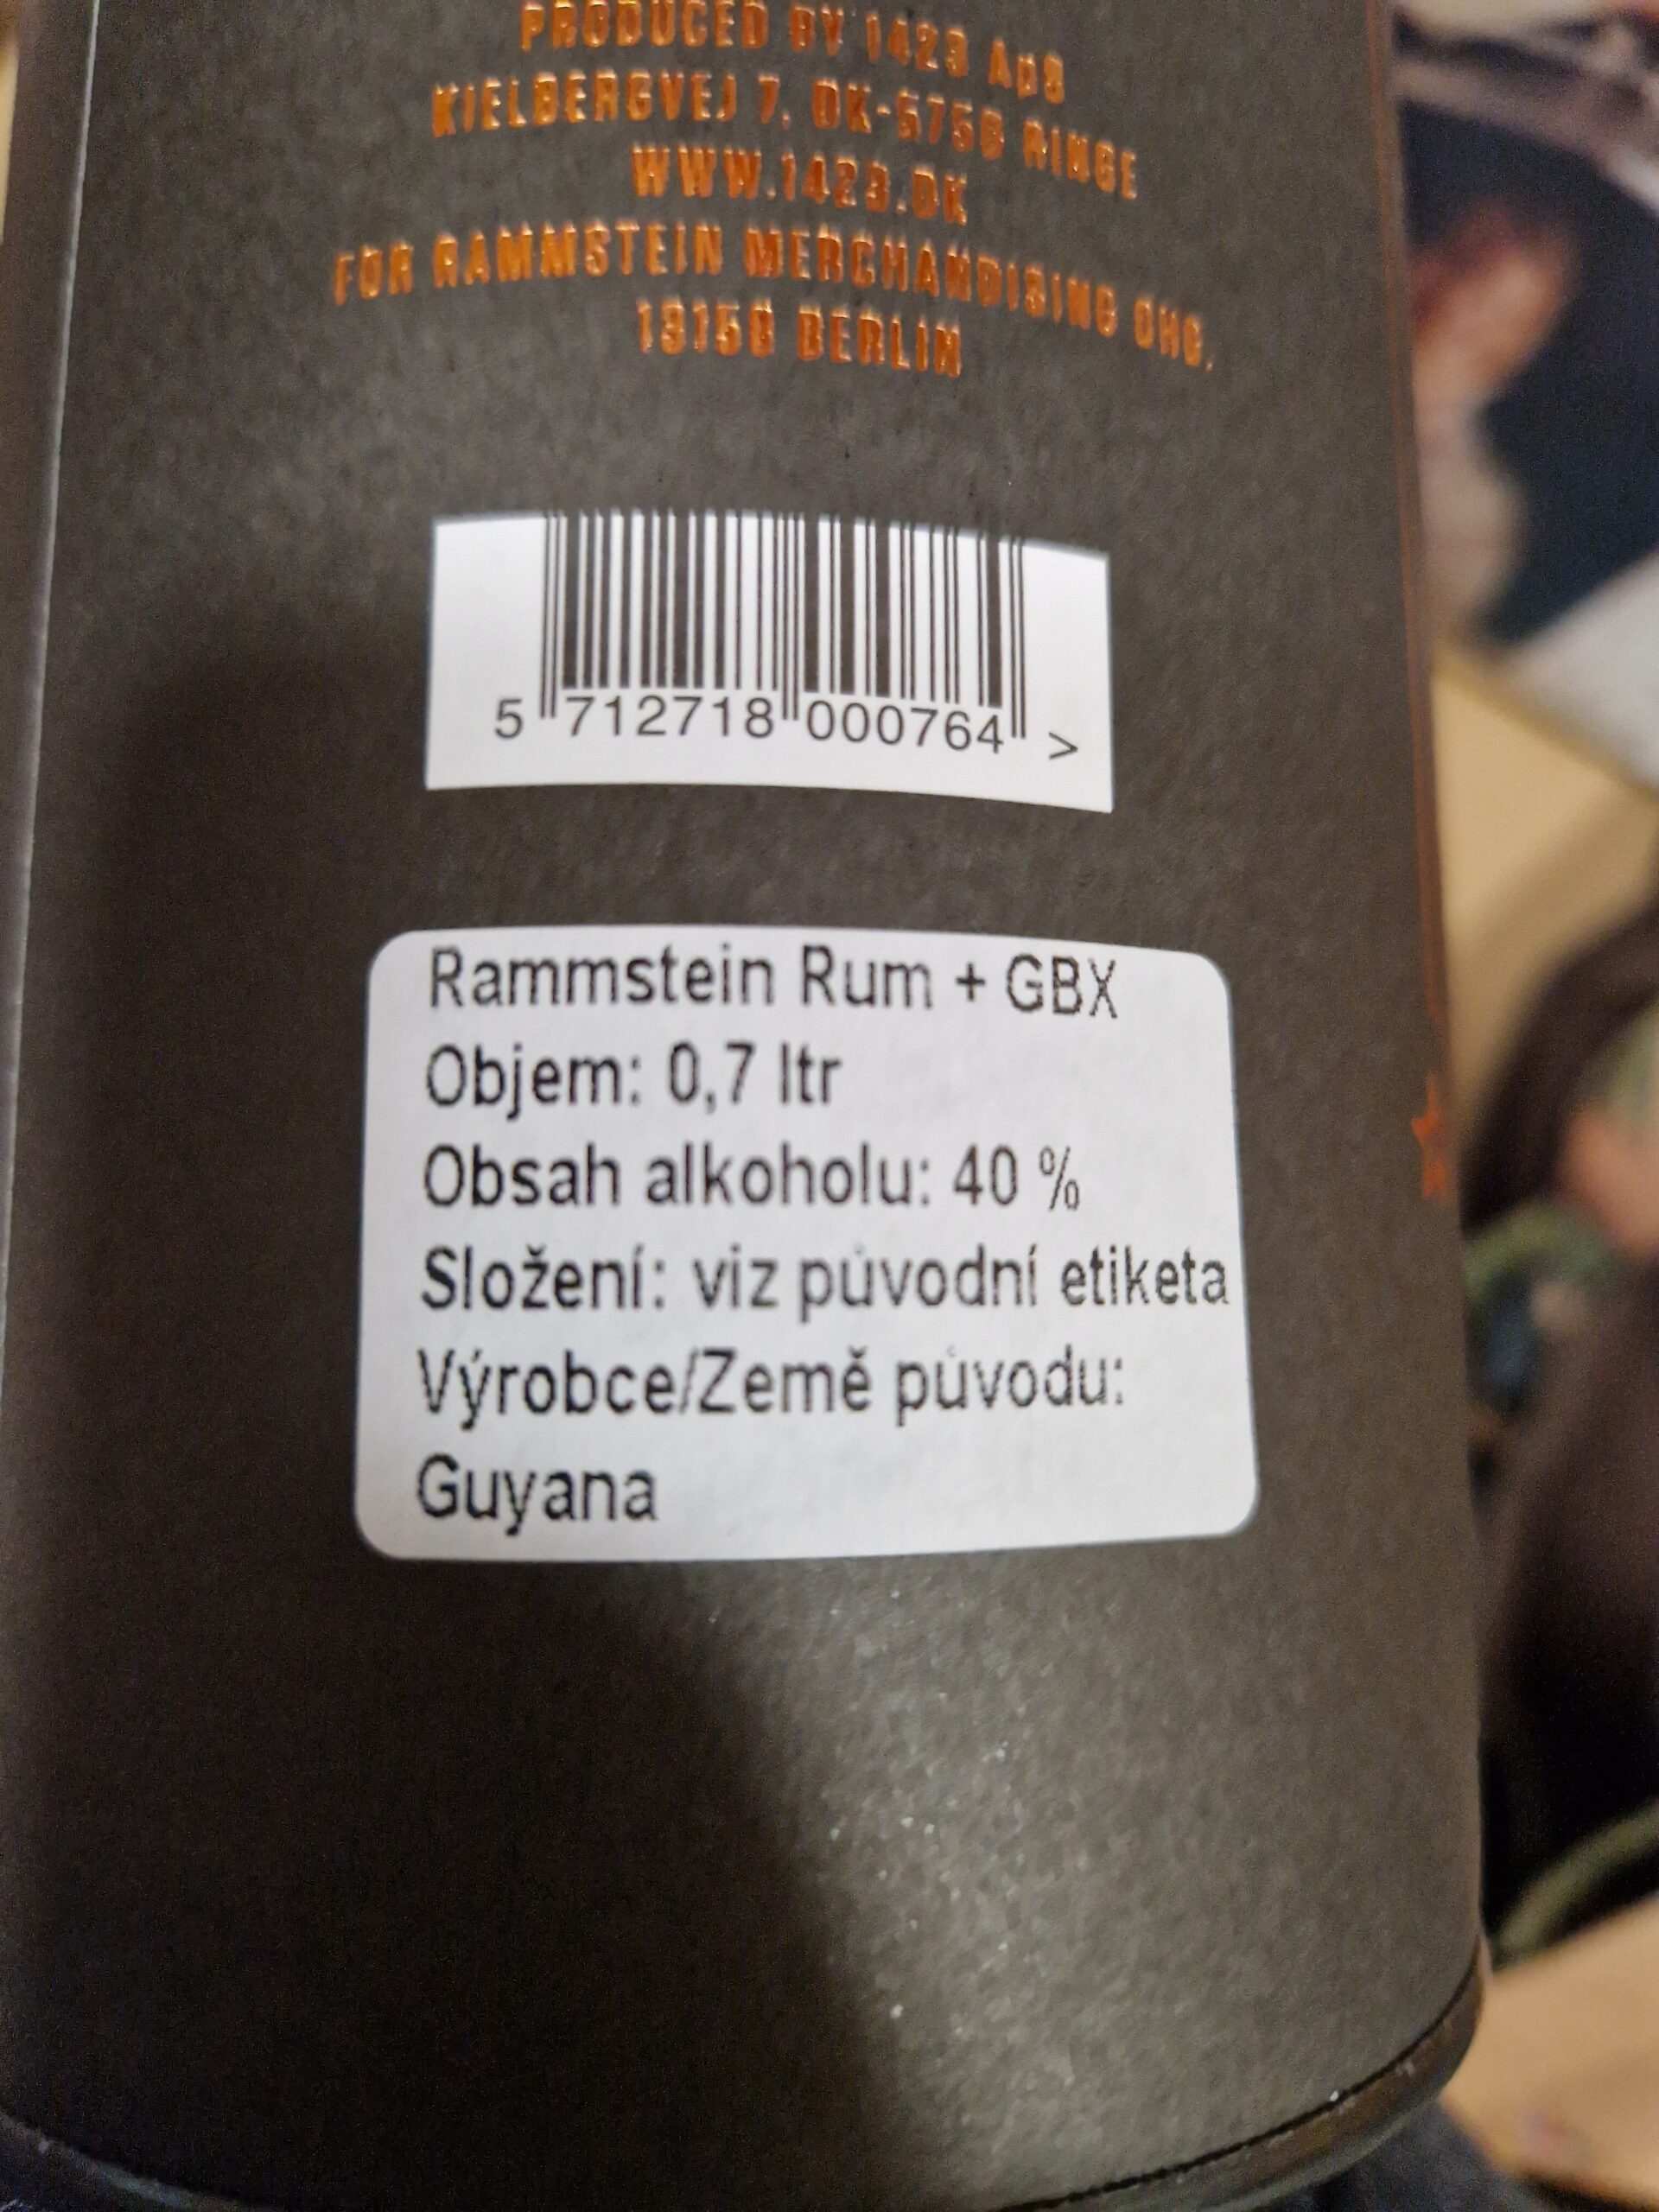 PRODUCED BY 1423 ApS
KIELBERGVEJ 7, DK-5750 RINGE
WWW.1423.DK
FOR RAMMSTEIN MERCHANDISING OHG,
BERLIN
5 712718 000764 >
Rammstein Rum + GBX
Objem: 0,7 ltr
Obsah alkoholu: 40 %
Složení: viz původní etiketa
Výrobce/Země původu:
Guyana